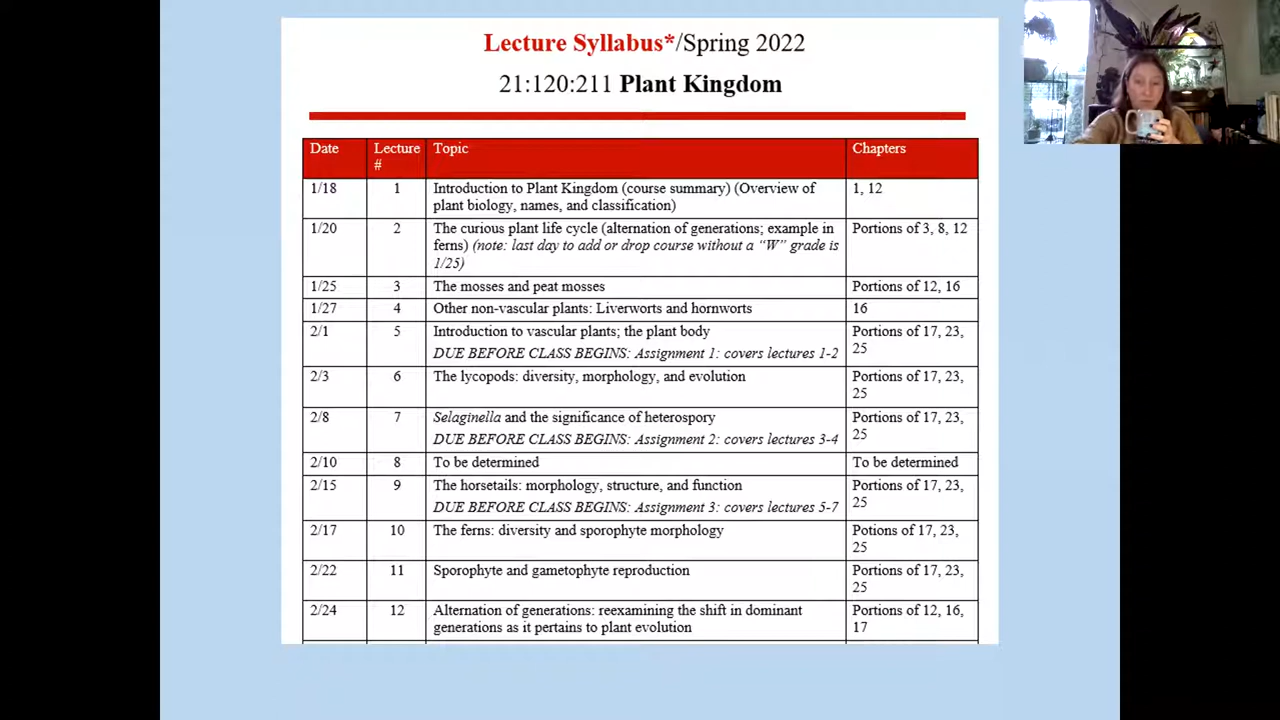 Lecture Syllabus*/Spring 2022
21:120:211 Plant Kingdom
Date Lecture # Topic Chapters
1/18 1 Introduction to Plant Kingdom (course summary) (Overview of 1, 12
plant biology, names, and classification)
1/20 2 The curious plant life cycle (alternation of generations; example in Portions of 3, 8, 12
ferns) (note: last day to add or drop course without a “W” grade is
1/25)
1/25 3 The mosses and peat mosses Portions of 12, 16
1/27 4 Other non-vascular plants: Liverworts and hornworts 16
2/1 5 Introduction to vascular plants; the plant body Portions of 17, 23,
DUE BEFORE CLASS BEGINS: Assignment 1: covers lectures 1-2 25
2/3 6 The lycopods: diversity, morphology, and evolution Portions of 17, 23,
25
2/8 7 Selaginella and the significance of heterospory Portions of 17, 23,
DUE BEFORE CLASS BEGINS: Assignment 2: covers lectures 3-4 25
2/10 8 To be determined To be determined
2/15 9 The horsetails: morphology, structure, and function Portions of 17, 23,
DUE BEFORE CLASS BEGINS: Assignment 3: covers lectures 5-7 25
2/17 10 The ferns: diversity and sporophyte morphology Potions of 17, 23,
25
2/22 11 Sporophyte and gametophyte reproduction Portions of 17, 23,
25
2/24 12 Alternation of generations: reexamining the shift in dominant Portions of 12, 16,
generations as it pertains to plant evolution 17